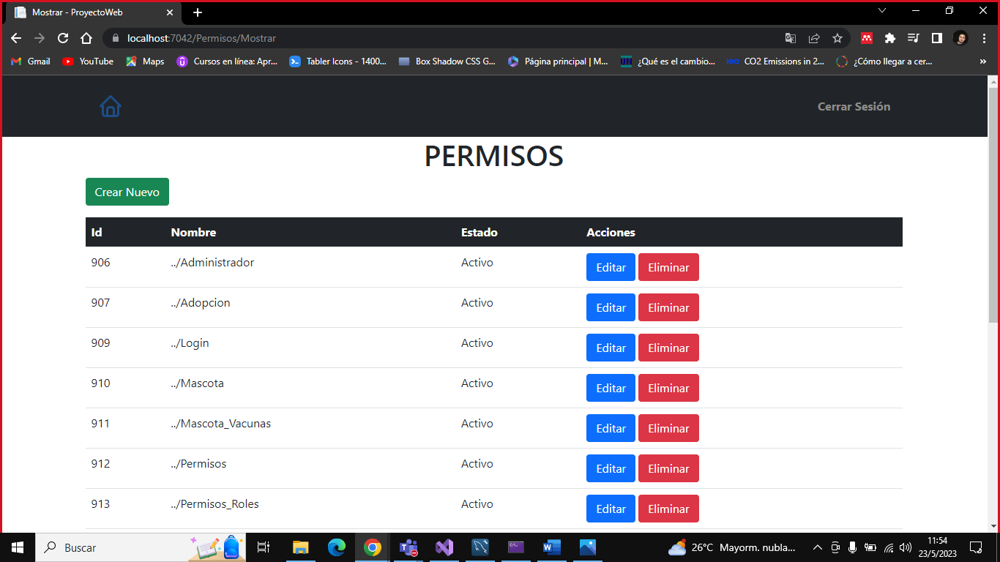 Mostrar - ProyectoWeb
localhost:7042/Permisos/Mostrar
Gmail YouTube Maps Cursos en línea: Apr... Tabler Icons - 1400... Box Shadow CSS G... Página principal | M... ¿Qué es el cambio... CO2 Emissions in 2... ¿Cómo llegar a cer... »
Cerrar Sesión
PERMISOS
Crear Nuevo
Id Nombre Estado Acciones
906 ../Administrador Activo Editar Eliminar
907 ../Adopcion Activo Editar Eliminar
909 ../Login Activo Editar Eliminar
910 ../Mascota Activo Editar Eliminar
911 ../Mascota_Vacunas Activo Editar Eliminar
912 ../Permisos Activo Editar Eliminar
913 ../Permisos_Roles Activo Editar Eliminar
Buscar
26°C Mayorm. nubla...
11:54
23/5/2023